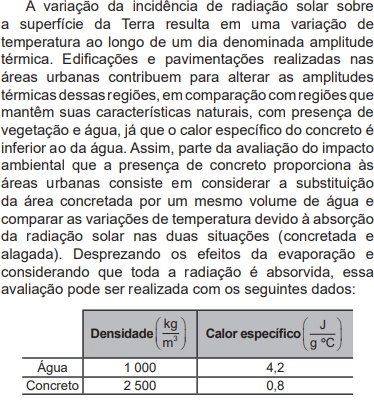 A variação da incidência de radiação solar sobre
a superfície da Terra resulta em uma variação de
temperatura ao longo de um dia denominada amplitude
térmica. Edificações e pavimentações realizadas nas
áreas urbanas contribuem para alterar as amplitudes
térmicas dessas regiões, em comparação com regiões que
mantêm suas características naturais, com presença de
vegetação e água, já que o calor específico do concreto é
inferior ao da água. Assim, parte da avaliação do impacto
ambiental que a presença de concreto proporciona às
áreas urbanas consiste em considerar a substituição
da área concretada por um mesmo volume de água e
comparar as variações de temperatura devido à absorção
da radiação solar nas duas situações (concretada e
alagada). Desprezando os efeitos da evaporação e
considerando que toda a radiação é absorvida, essa
avaliação pode ser realizada com os seguintes dados:
Densidade (kg/m³) Calor específico (J/g °C)
Água 1 000 4,2
Concreto 2 500 0,8